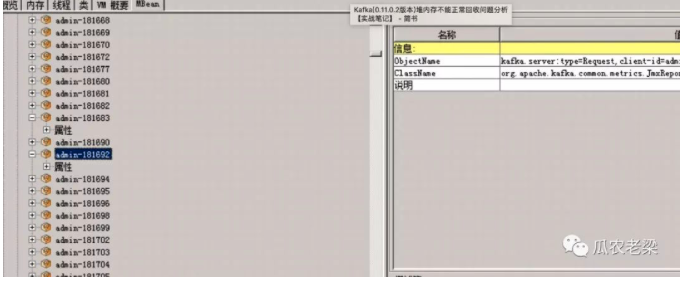 概览 内存 线程 类 VM 概要 MBean
Kafka(0.11.0.2版本)堆内存不能正常回收问题分析
【实战笔记】 - 简书
admin-181668
admin-181669
admin-181670
admin-181672
admin-181677
admin-181680
admin-181681
admin-181682
admin-181683
属性
admin-181690
admin-181692
属性
admin-181694
admin-181695
admin-181696
admin-181698
admin-181699
admin-181702
admin-181703
admin-181704
admin-181705
名称
信息:
ObjectName kafka.server:type=Request,client-id=adm
ClassName org.apache.kafka.common.metrics.JmxRepo
说明
瓜农老梁